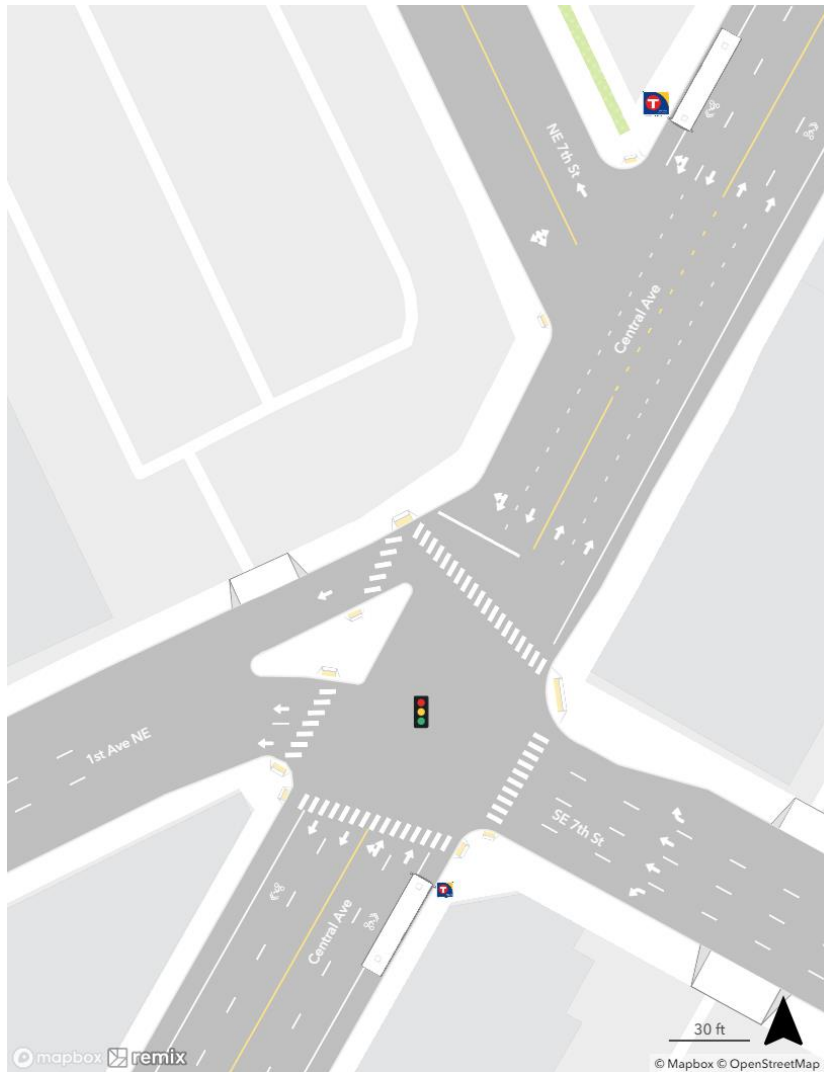 NE 7th St
T
Central Ave
1st Ave NE
SE 7th St
Central Ave
30 ft
mapbox remix
© Mapbox © OpenStreetMap